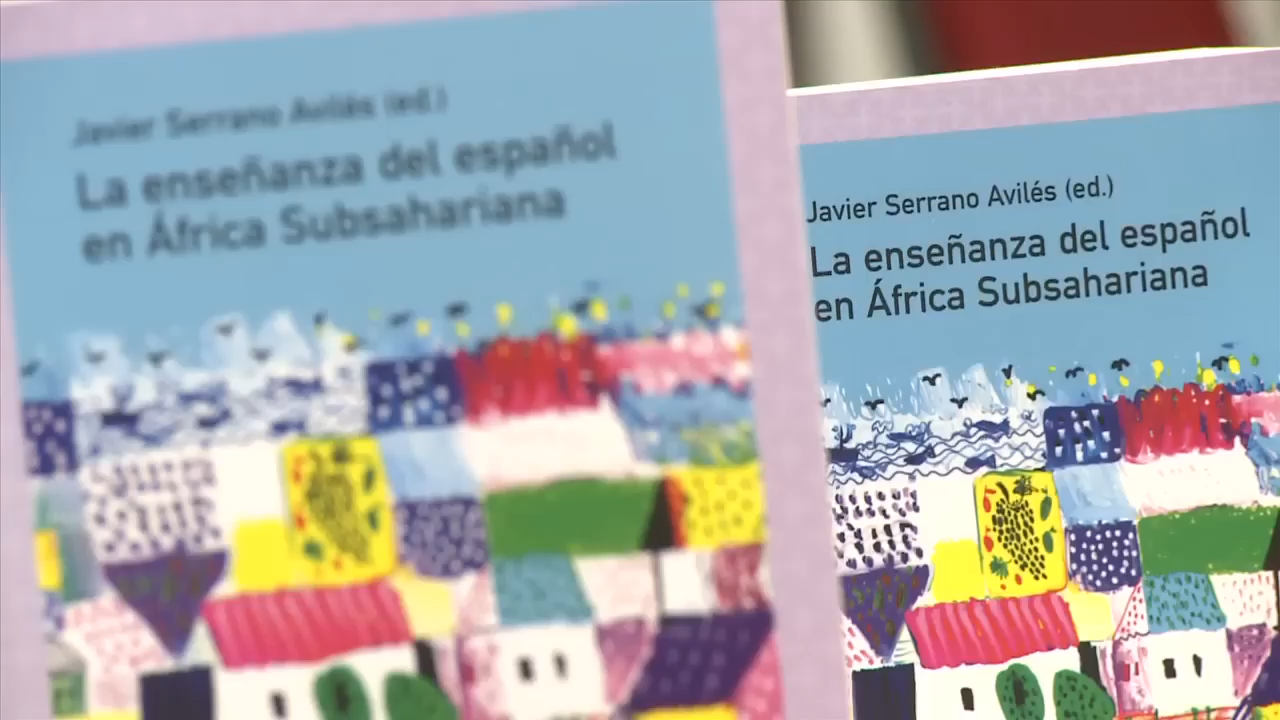 Javier Serrano Avilés (ed.)
La enseñanza del español
en África Subsahariana
Javier Serrano Avilés (ed.)
La enseñanza del español
en África Subsahariana